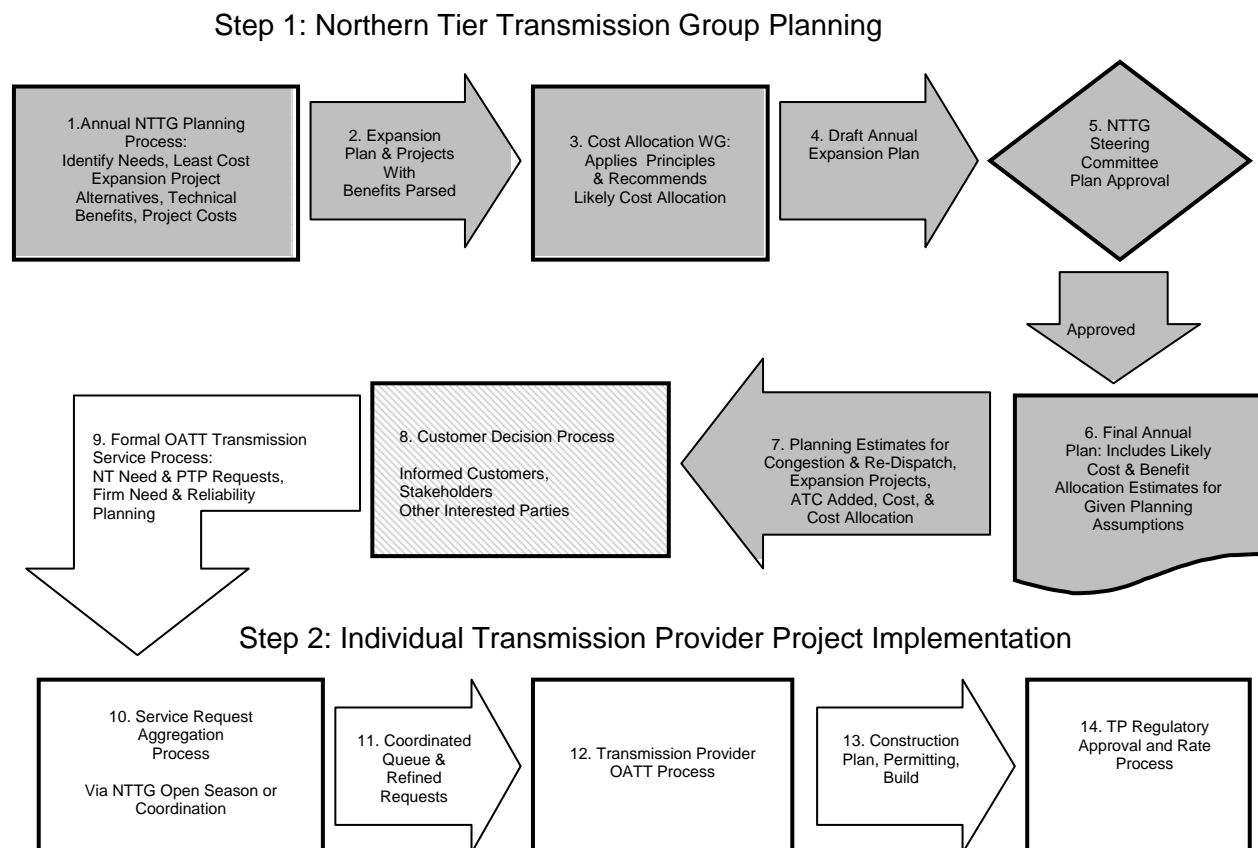 Step 1: Northern Tier Transmission Group Planning
1.Annual NTTG Planning
Process:
Identify Needs, Least Cost
Expansion Project
Alternatives, Technical
Benefits, Project Costs
2. Expansion
Plan & Projects
With
Benefits Parsed
3. Cost Allocation WG:
Applies Principles
& Recommends
Likely Cost Allocation
4. Draft Annual
Expansion Plan
5. NTTG
Steering
Committee
Plan Approval
Approved
6. Final Annual
Plan: Includes Likely
Cost & Benefit
Allocation Estimates for
Given Planning
Assumptions
7. Planning Estimates for
Congestion & Re-Dispatch,
Expansion Projects,
ATC Added, Cost, &
Cost Allocation
8. Customer Decision Process
Informed Customers,
Stakeholders
Other Interested Parties
9. Formal OATT Transmission
Service Process:
NT Need & PTP Requests,
Firm Need & Reliability
Planning
Step 2: Individual Transmission Provider Project Implementation
10. Service Request
Aggregation
Process
Via NTTG Open Season or
Coordination
11. Coordinated
Queue &
Refined
Requests
12. Transmission Provider
OATT Process
13. Construction
Plan, Permitting,
Build
14. TP Regulatory
Approval and Rate
Process